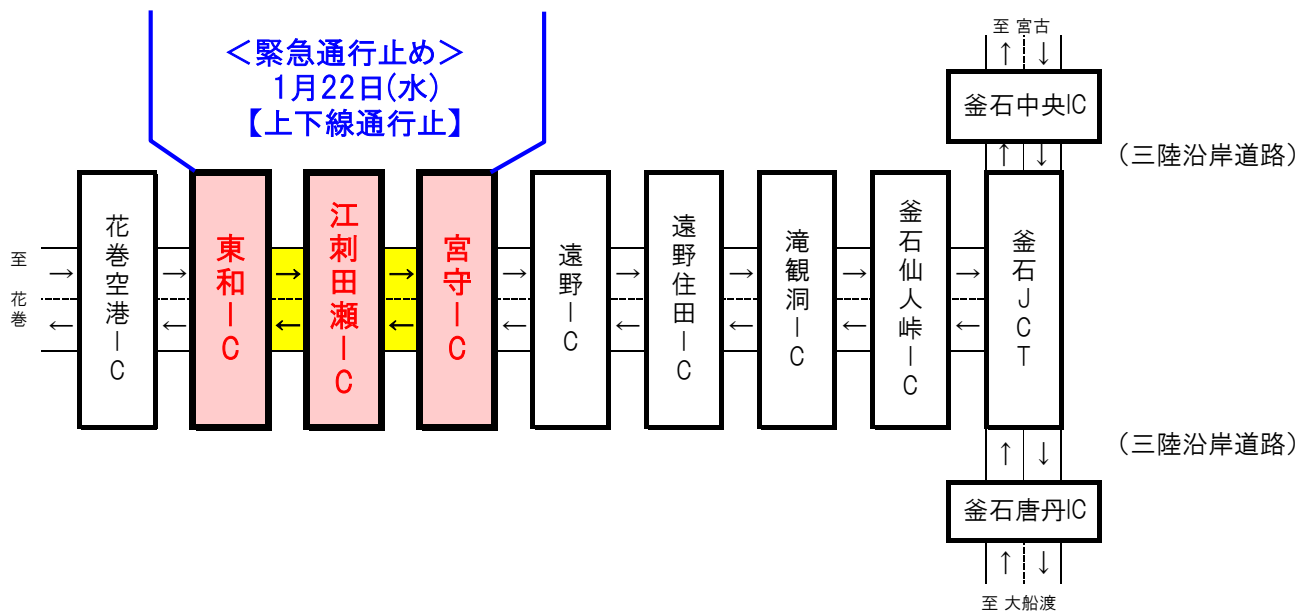 ＜緊急通行止め＞
1月22日(水)
【上下線通行止】
至 宮古
↑ ↓
釜石中央IC
↑ ↓
（三陸沿岸道路）
至 花巻
→
←
花巻空港IC
→
←
東和IC
→
←
江刺田瀬IC
→
←
宮守IC
→
←
遠野IC
→
←
遠野住田IC
→
←
滝観洞IC
→
←
釜石仙人峠IC
→
←
釜石JCT
（三陸沿岸道路）
↑ ↓
釜石唐丹IC
↑ ↓
至 大船渡